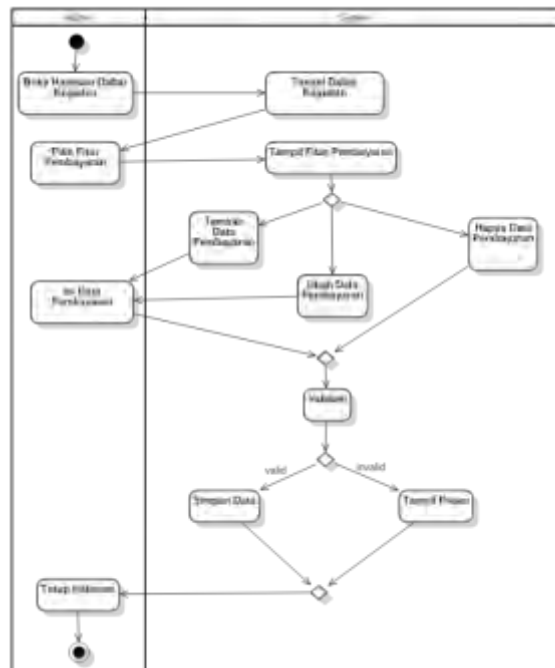 Buka Halaman Daftar
Kegiatan
Tampil Daftar
Kegiatan
Pilih Fitur
Pembayaran
Tampil Fitur Pembayaran
Tambah
Data
Pembayaran
Hapus Data
Pembayaran
Isi Data
Pembayaran
Ubah Data
Pembayaran
Validasi
valid
invalid
Simpan Data
Tampil Pesan
Tutup Halaman